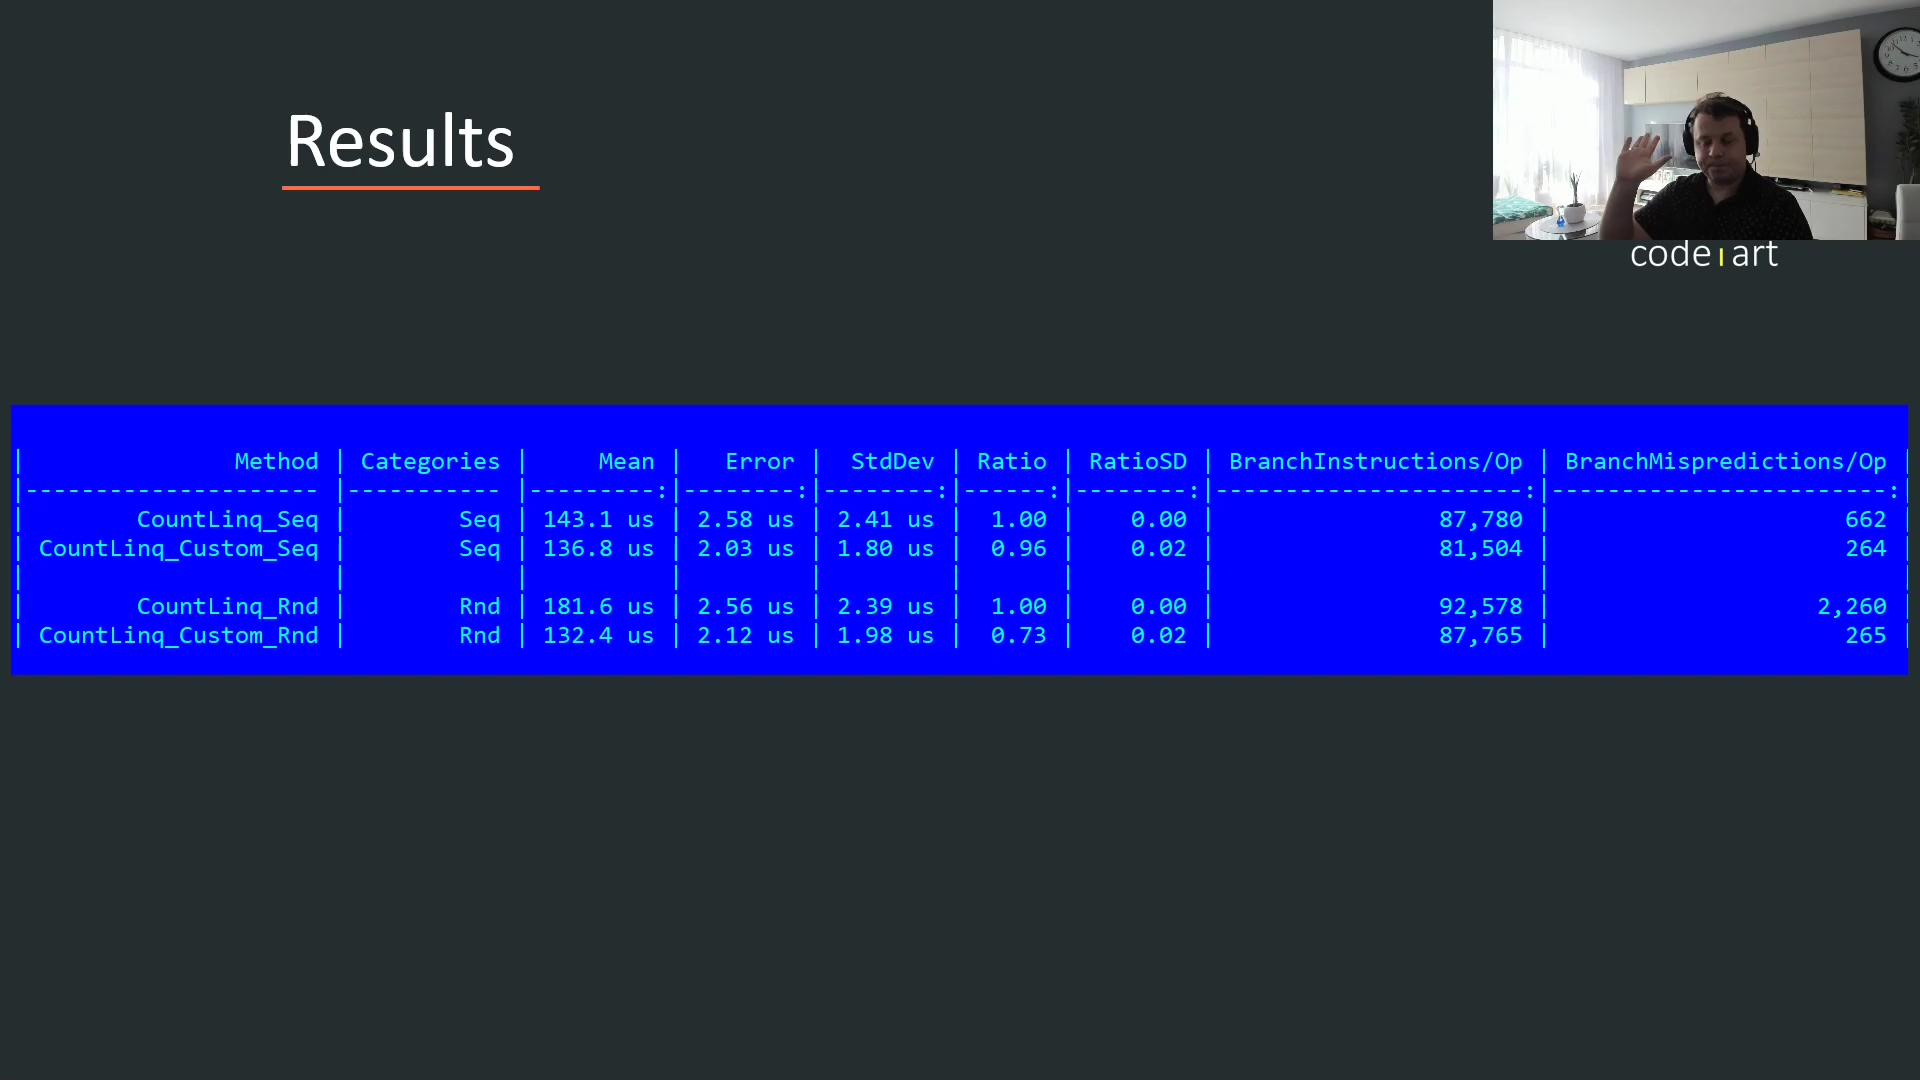 Results
code art
| Method | Categories | Mean | Error | StdDev | Ratio | RatioSD | BranchInstructions/Op | BranchMispredictions/Op |
|--------------------- |----------- |---------:|--------:|--------:|------:|--------:|----------------------:|------------------------:|
| CountLinq_Seq | Seq | 143.1 us | 2.58 us | 2.41 us | 1.00 | 0.00 | 87,780 | 662 |
| CountLinq_Custom_Seq | Seq | 136.8 us | 2.03 us | 1.80 us | 0.96 | 0.02 | 81,504 | 264 |
| | | | | | | | | |
| CountLinq_Rnd | Rnd | 181.6 us | 2.56 us | 2.39 us | 1.00 | 0.00 | 92,578 | 2,260 |
| CountLinq_Custom_Rnd | Rnd | 132.4 us | 2.12 us | 1.98 us | 0.73 | 0.02 | 87,765 | 265 |